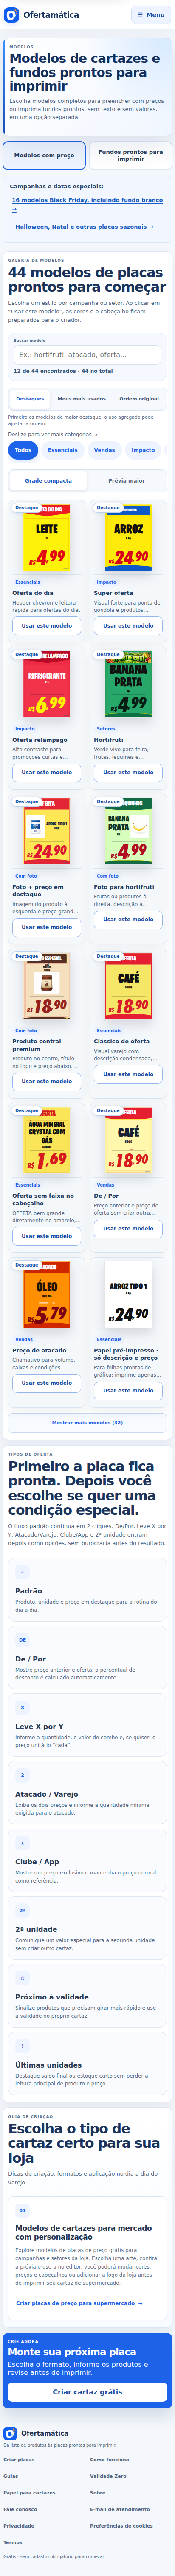 Ofertamática
☰ Menu
MODELOS
Modelos de cartazes e
fundos prontos para
imprimir
Escolha modelos completos para preencher com preços
ou imprima fundos prontos, sem texto e sem valores,
em uma opção separada.
Modelos com preço
Fundos prontos para
imprimir
Campanhas e datas especiais:
16 modelos Black Friday, incluindo fundo branco
→
· Halloween, Natal e outras placas sazonais →
GALERIA DE MODELOS
44 modelos de placas
prontos para começar
Escolha um estilo por campanha ou setor. Ao clicar em
“Usar este modelo”, as cores e o cabeçalho ficam
preparados para o criador.
Buscar modelo
Ex.: hortifruti, atacado, oferta…
12 de 44 encontrados · 44 no total
Destaques
Meus mais usados
Ordem original
Primeiro os modelos de maior destaque; o uso agregado pode
ajustar a ordem.
Deslize para ver mais categorias →
Todos
Essenciais
Vendas
Impacto
Grade compacta
Prévia maior
Destaque
LEITE
4,99
Essenciais
Oferta do dia
Header chevron e leitura
rápida para ofertas do dia.
Usar este modelo
Destaque
ARROZ
24,90
Impacto
Super oferta
Visual forte para ponta de
gôndola e produtos…
Usar este modelo
Destaque
REFRIGERANTE
6,99
Impacto
Oferta relâmpago
Alto contraste para
promoções curtas e…
Usar este modelo
Destaque
BANANA
PRATA
4,99
Setores
Hortifruti
Verde vivo para feira,
frutas, legumes e…
Usar este modelo
Destaque
ARROZ TIPO 1
24,90
Com foto
Foto + preço em
destaque
Imagem do produto à
esquerda e preço grand…
Usar este modelo
Destaque
BANANA
PRATA
4,99
Com foto
Foto para hortifruti
Frutas ou produtos à
direita, descrição à…
Usar este modelo
Destaque
18,90
Com foto
Produto central
premium
Produto no centro, título
no topo e preço abaixo.…
Usar este modelo
Destaque
CAFÉ
18,90
Essenciais
Clássico de oferta
Visual varejo com
descrição condensada,…
Usar este modelo
Destaque
ÁGUA MINERAL
CRYSTAL COM
GÁS
1,69
Essenciais
Oferta sem faixa no
cabeçalho
OFERTA bem grande
diretamente no amarelo,…
Usar este modelo
Destaque
CAFÉ
18,90
Vendas
De / Por
Preço anterior e preço de
oferta sem criar outra…
Usar este modelo
Destaque
ÓLEO
5,79
Vendas
Preço de atacado
Chamativo para volume,
caixas e condições…
Usar este modelo
ARROZ TIPO 1
24,90
Essenciais
Papel pré-impresso ·
só descrição e preço
Para folhas prontas de
gráfica: imprime apenas…
Usar este modelo
Mostrar mais modelos (32)
TIPOS DE OFERTA
Primeiro a placa fica
pronta. Depois você
escolhe se quer uma
condição especial.
O fluxo padrão continua em 2 cliques. De/Por, Leve X por
Y, Atacado/Varejo, Clube/App e 2ª unidade entram
depois como opções, sem burocracia antes do resultado.
✓
Padrão
Produto, unidade e preço em destaque para a rotina do
dia a dia.
DE
De / Por
Mostre preço anterior e oferta; o percentual de
desconto é calculado automaticamente.
X
Leve X por Y
Informe a quantidade, o valor do combo e, se quiser, o
preço unitário “cada”.
2
Atacado / Varejo
Exiba os dois preços e informe a quantidade mínima
exigida para o atacado.
★
Clube / App
Mostre um preço exclusivo e mantenha o preço normal
como referência.
2ª
2ª unidade
Comunique um valor especial para a segunda unidade
sem criar outro cartaz.
Próximo à validade
Sinalize produtos que precisam girar mais rápido e use
a validade no próprio cartaz.
!
Últimas unidades
Destaque saldo final ou estoque curto sem perder a
leitura principal de produto e preço.
GUIA DE CRIAÇÃO
Escolha o tipo de
cartaz certo para sua
loja
Dicas de criação, formatos e aplicação no dia a dia do
varejo.
01
Modelos de cartazes para mercado
com personalização
Explore modelos de placas de preço grátis para
campanhas e setores da loja. Escolha uma arte, confira
a prévia e use-a no editor: você poderá mudar cores,
preços e cabeçalhos ou adicionar a logo da loja antes
de imprimir seu cartaz de supermercado.
Criar placas de preço para supermercado →
CRIE AGORA
Monte sua próxima placa
Escolha o formato, informe os produtos e
revise antes de imprimir.
Criar cartaz grátis
Ofertamática
Da lista de produtos às placas prontas para imprimir.
Criar placas
Como funciona
Guias
Validade Zero
Papel para cartazes
Sobre
Fale conosco
E-mail de atendimento
Privacidade
Preferências de cookies
Termos
Grátis · sem cadastro obrigatório para começar